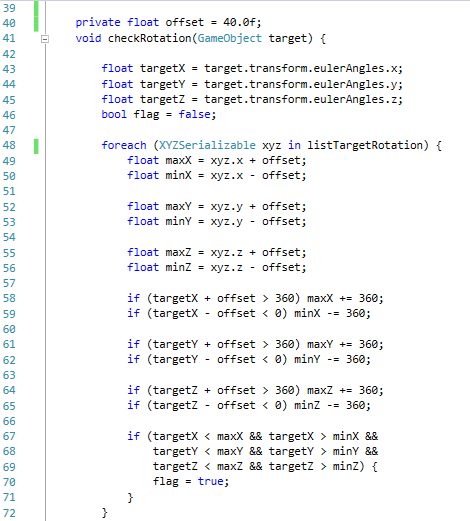 39
40 private float offset = 40.0f;
41 void checkRotation(GameObject target) {
42
43 float targetX = target.transform.eulerAngles.x;
44 float targetY = target.transform.eulerAngles.y;
45 float targetZ = target.transform.eulerAngles.z;
46 bool flag = false;
47
48 foreach (XYZSerializable xyz in listTargetRotation) {
49 float maxX = xyz.x + offset;
50 float minX = xyz.x - offset;
51
52 float maxY = xyz.y + offset;
53 float minY = xyz.y - offset;
54
55 float maxZ = xyz.z + offset;
56 float minZ = xyz.z - offset;
57
58 if (targetX + offset > 360) maxX += 360;
59 if (targetX - offset < 0) minX -= 360;
60
61 if (targetY + offset > 360) maxY += 360;
62 if (targetY - offset < 0) minY -= 360;
63
64 if (targetZ + offset > 360) maxZ += 360;
65 if (targetZ - offset < 0) minZ -= 360;
66
67 if (targetX < maxX && targetX > minX &&
68 targetY < maxY && targetY > minY &&
69 targetZ < maxZ && targetZ > minZ) {
70 flag = true;
71 }
72 }